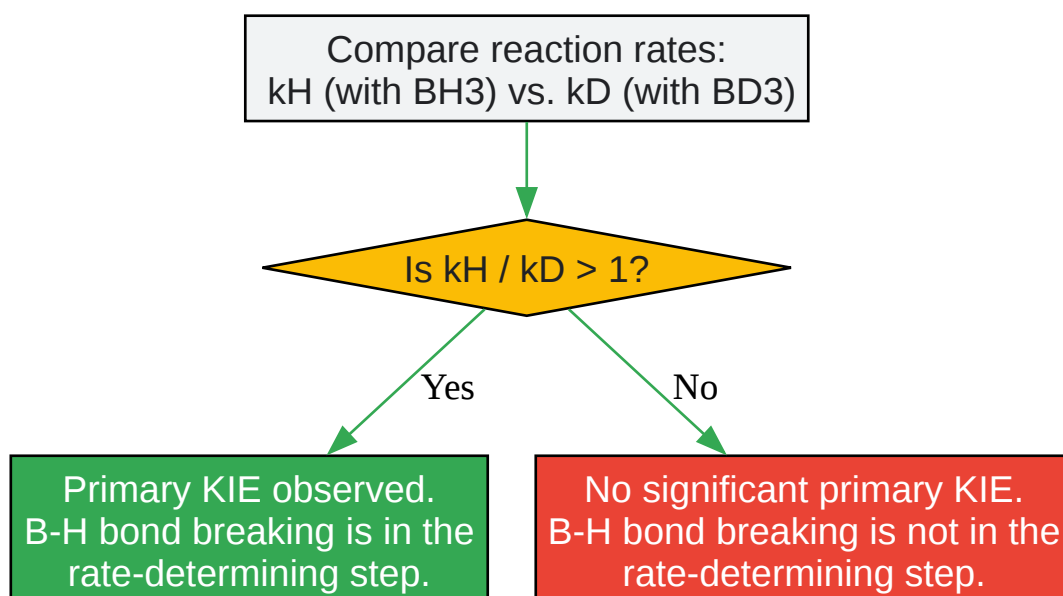 Compare reaction rates:
kH (with BH3) vs. kD (with BD3)
Is kH / kD > 1?
Yes
No
Primary KIE observed.
B-H bond breaking is in the
rate-determining step.
No significant primary KIE.
B-H bond breaking is not in the
rate-determining step.